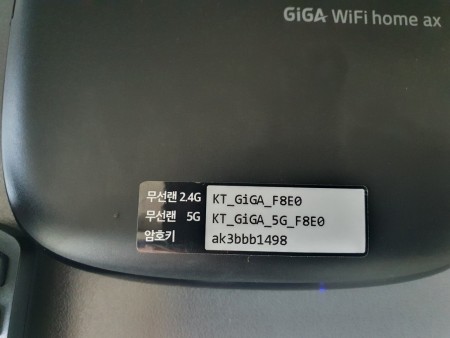 GiGA WiFi home ax
무선랜 2.4G KT_GiGA_F8E0
무선랜 5G KT_GiGA_5G_F8E0
암호키 ak3bbb1498